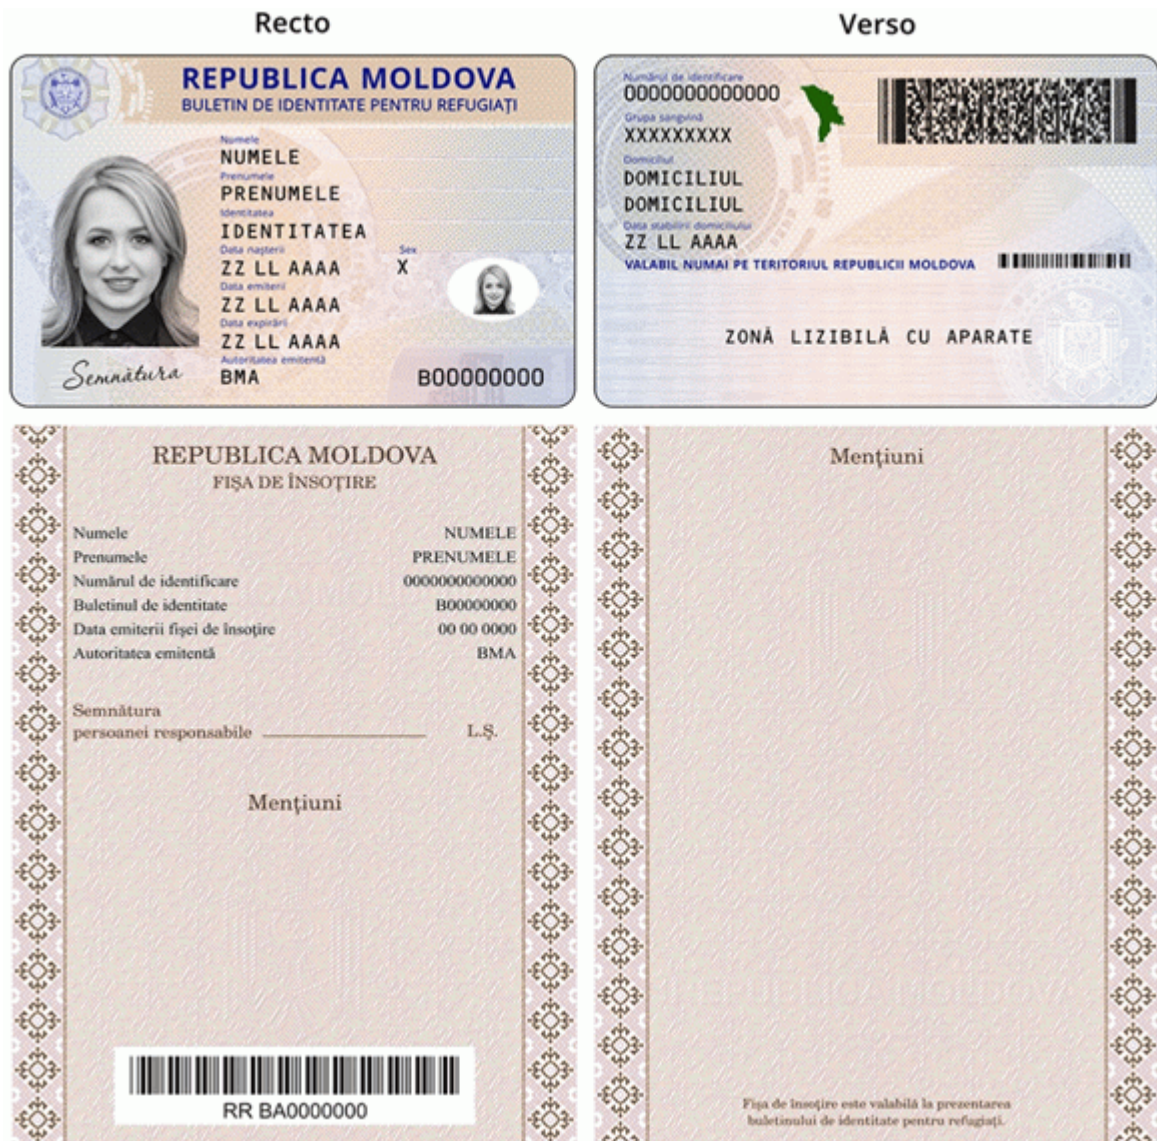 Recto
Verso
REPUBLICA MOLDOVA
BULETIN DE IDENTITATE PENTRU REFUGIAȚI
Numele
NUMELE
Prenumele
PRENUMELE
Identitatea
IDENTITATEA
Data nașterii
Sex
ZZ LL AAAA
X
Data emiterii
ZZ LL AAAA
Data expirării
ZZ LL AAAA
Autoritatea emitentă
BMA
B00000000
Semnătura
Numărul de identificare
0000000000000
Grupa sangvină
XXXXXXXXX
Domiciliul
DOMICILIUL
DOMICILIUL
Data stabilirii domiciliului
ZZ LL AAAA
VALABIL NUMAI PE TERITORIUL REPUBLICII MOLDOVA
ZONĂ LIZIBILĂ CU APARATE
REPUBLICA MOLDOVA
FIȘA DE ÎNSOȚIRE
Numele NUMELE
Prenumele PRENUMELE
Numărul de identificare 0000000000000
Buletinul de identitate B00000000
Data emiterii fișei de însoțire 00 00 0000
Autoritatea emitentă BMA
Semnătura
persoanei responsabile L.Ș.
Mențiuni
RR BA0000000
Mențiuni
REPUBLICA MOLDOVA
Fișa de însoțire este valabilă la prezentarea
buletinului de identitate pentru refugiați.